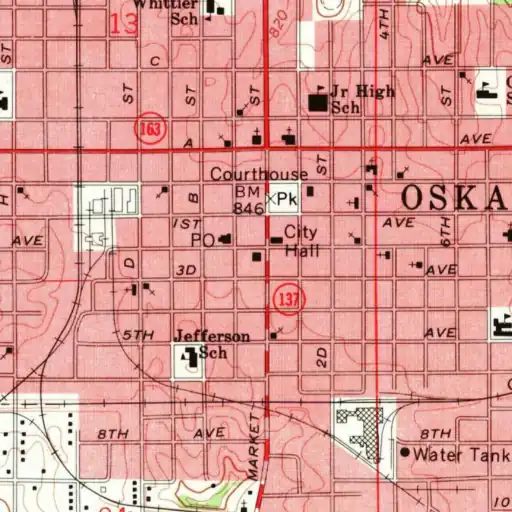 Whittier
Sch
13
820
4TH
C
AVE
ST
ST
ST
ST
ST
Jr High
Sch
163
A
AVE
Courthouse
ST
BM
846
Pk
OSKA
B
1ST
AVE
6TH
AVE
PO
City
Hall
D
3D
AVE
137
5TH
AVE
Jefferson
Sch
2D
MARKET
8TH
AVE
8TH
Water Tank
10